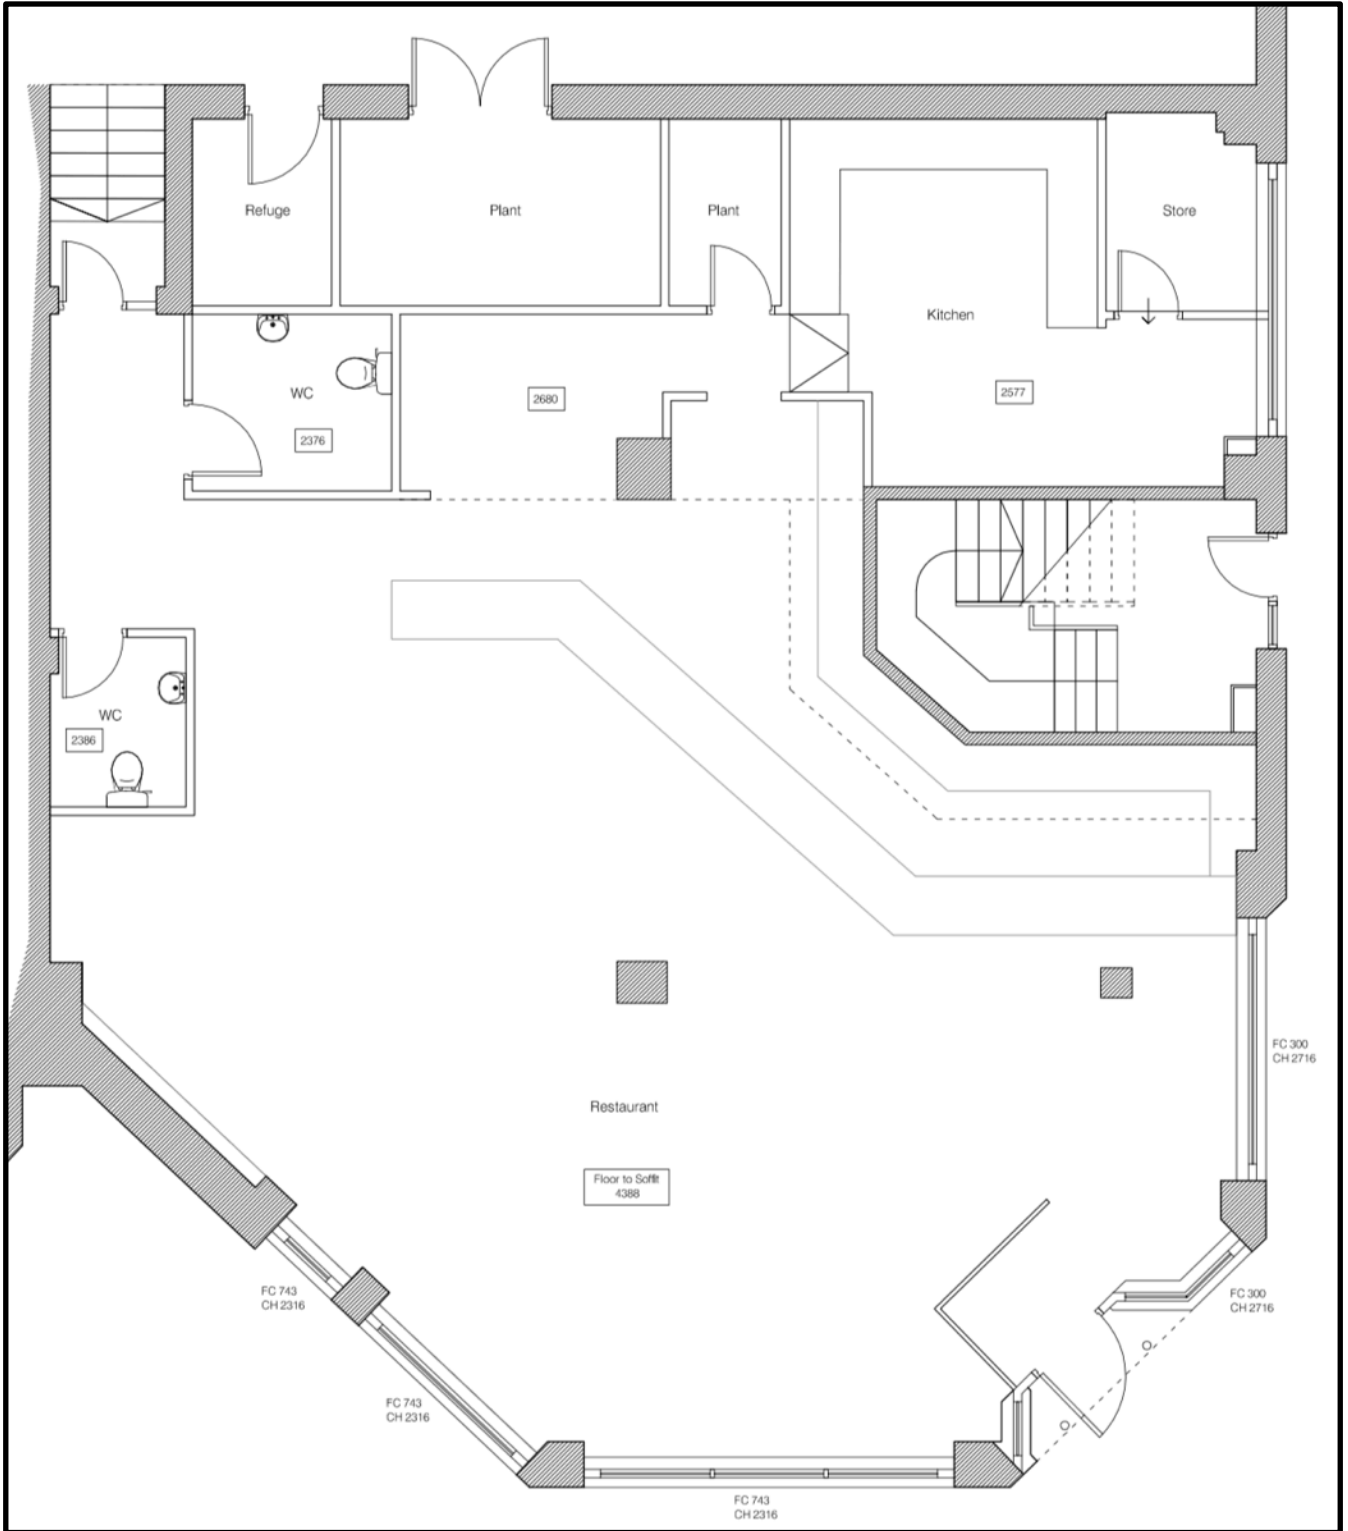 Refuge
Plant
Plant
Store
Kitchen
WC
2680
2577
2376
WC
2386
FC 300
CH 2716
Restaurant
Floor to Soffit
4388
FC 743
CH 2316
FC 300
CH 2716
FC 743
CH 2316
FC 743
CH 2316